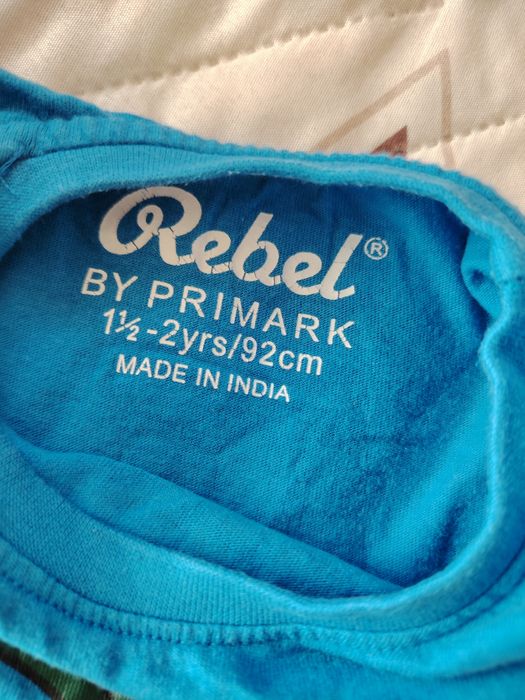 Rebel®
BY PRIMARK
1½-2yrs/92cm
MADE IN INDIA